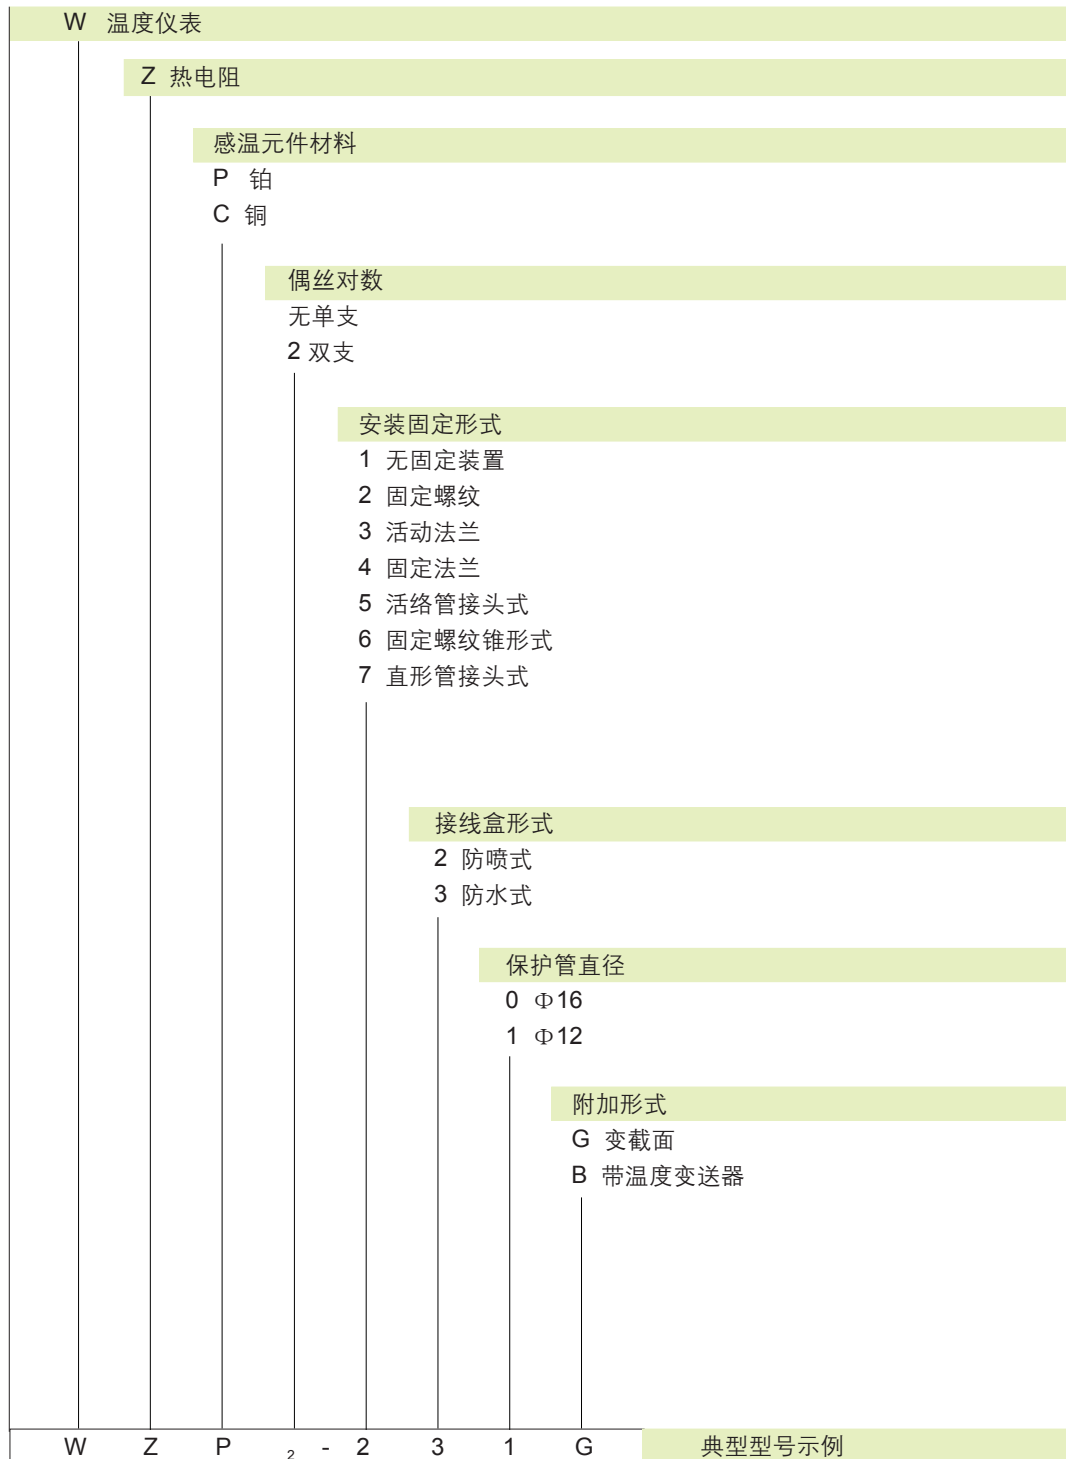 W 温度仪表
Z 热电阻
感温元件材料
P 铂
C 铜
偶丝对数
无单支
2 双支
安装固定形式
1 无固定装置
2 固定螺纹
3 活动法兰
4 固定法兰
5 活络管接头式
6 固定螺纹锥形式
7 直形管接头式
接线盒形式
2 防喷式
3 防水式
保护管直径
0 Φ16
1 Φ12
附加形式
G 变截面
B 带温度变送器
W Z P 2 - 2 3 1 G 典型型号示例